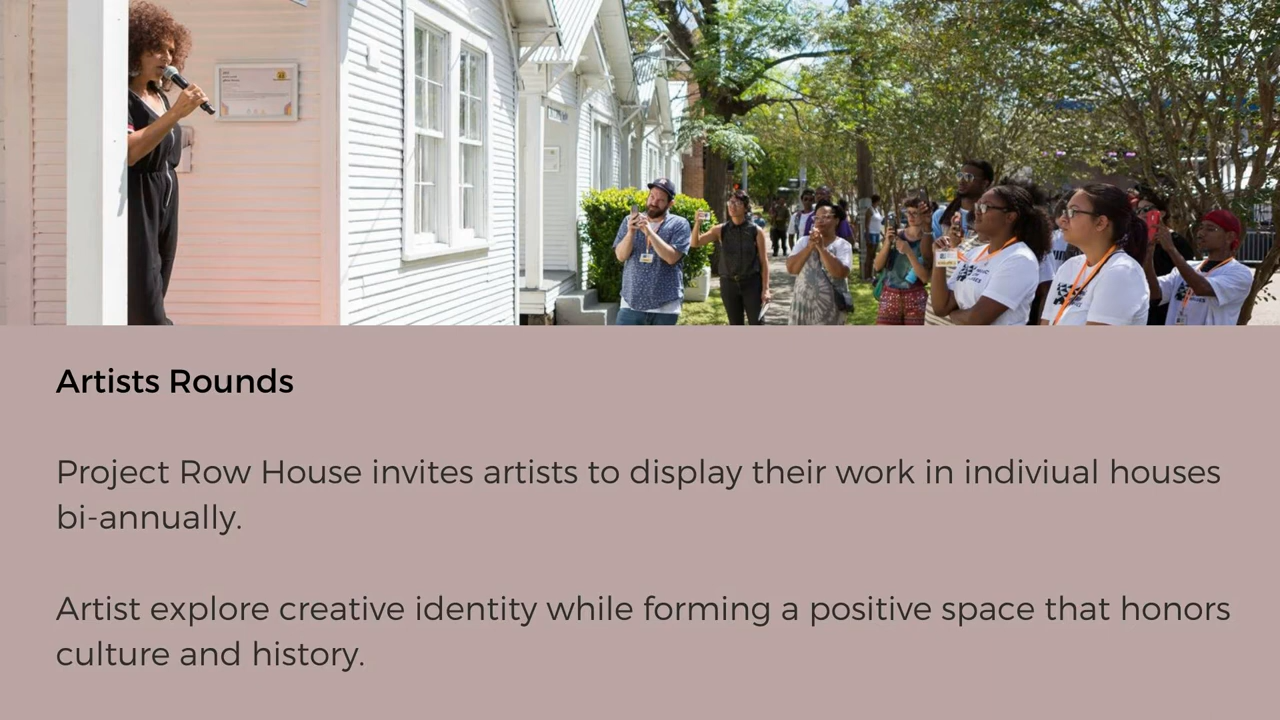 Artists Rounds
Project Row House invites artists to display their work in indiviual houses
bi-annually.
Artist explore creative identity while forming a positive space that honors
culture and history.